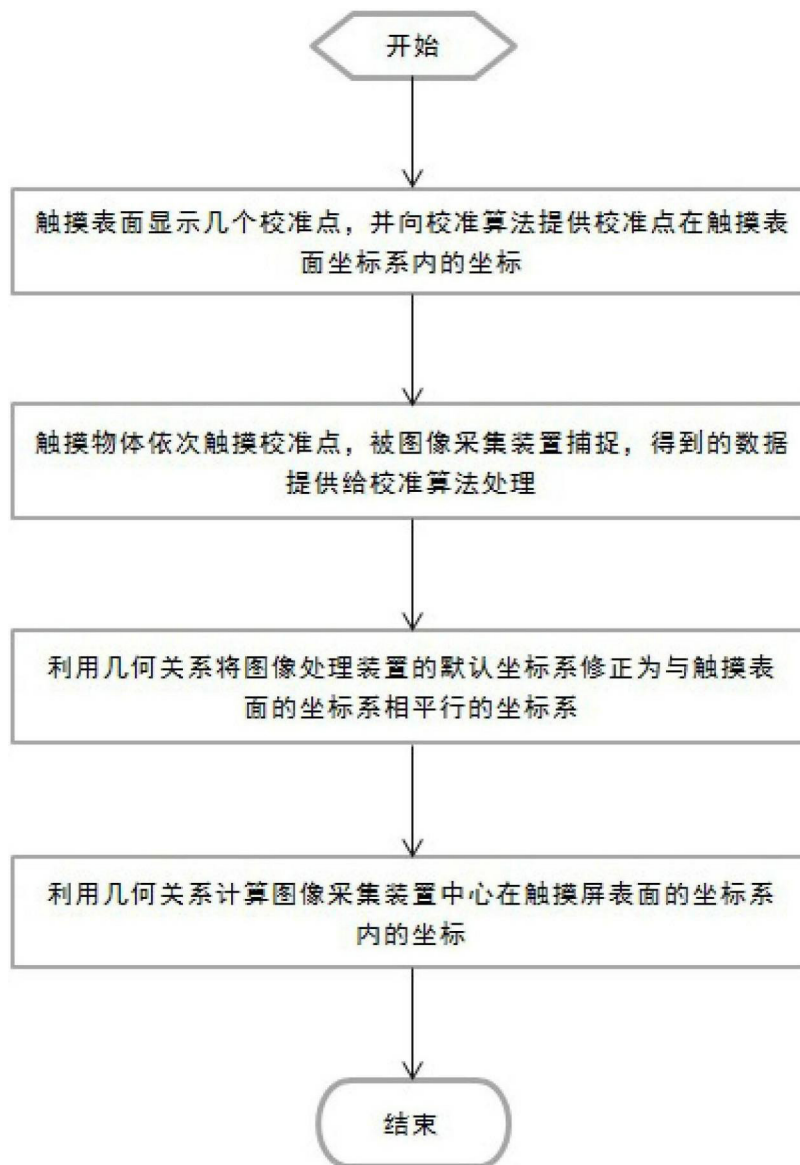 开始
触摸表面显示几个校准点，并向校准算法提供校准点在触摸表
面坐标系内的坐标
触摸物体依次触摸校准点，被图像采集装置捕捉，得到的数据
提供给校准算法处理
利用几何关系将图像处理装置的默认坐标系修正为与触摸表
面的坐标系相平行的坐标系
利用几何关系计算图像采集装置中心在触摸屏表面的坐标系
内的坐标
结束